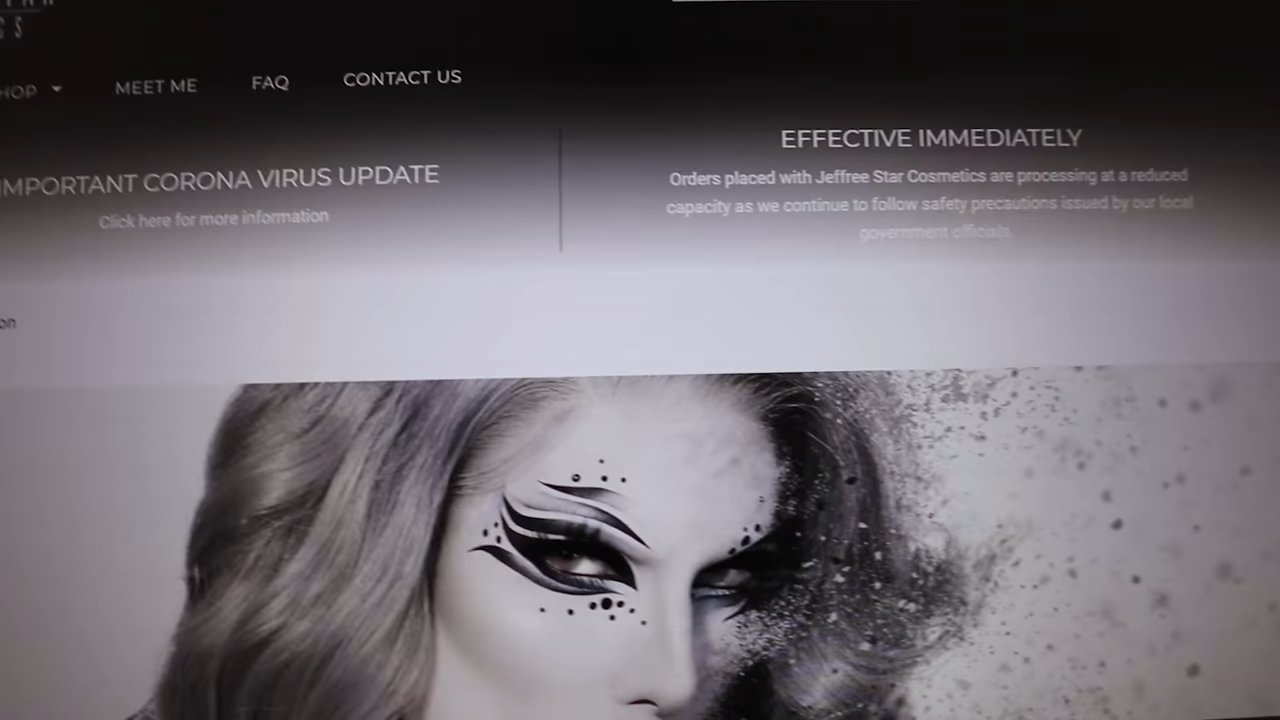 MEET ME
FAQ
CONTACT US
IMPORTANT CORONA VIRUS UPDATE
Click here for more information
EFFECTIVE IMMEDIATELY
Orders placed with Jeffree Star Cosmetics are processing at a reduced
capacity as we continue to follow safety precautions issued by our local
government officials.